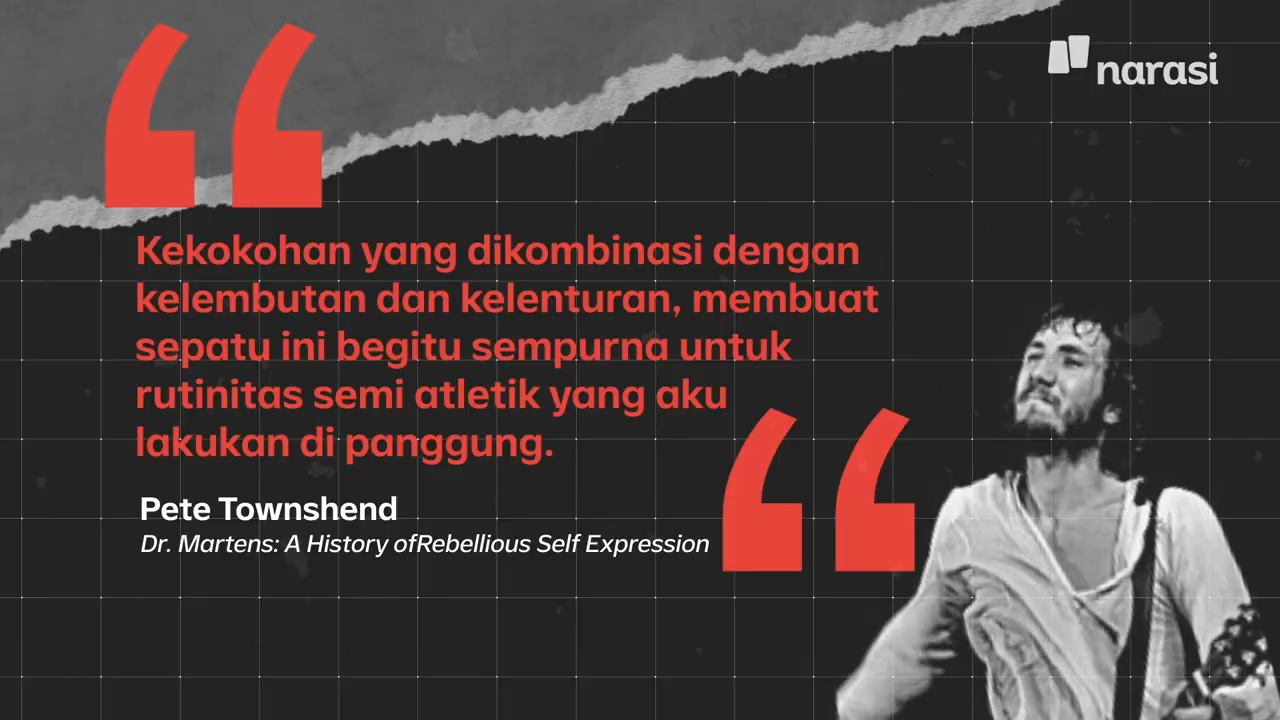 narasi
Kekokohan yang dikombinasi dengan
kelembutan dan kelenturan, membuat
sepatu ini begitu sempurna untuk
rutinitas semi atletik yang aku
lakukan di panggung.
Pete Townshend
Dr. Martens: A History ofRebellious Self Expression